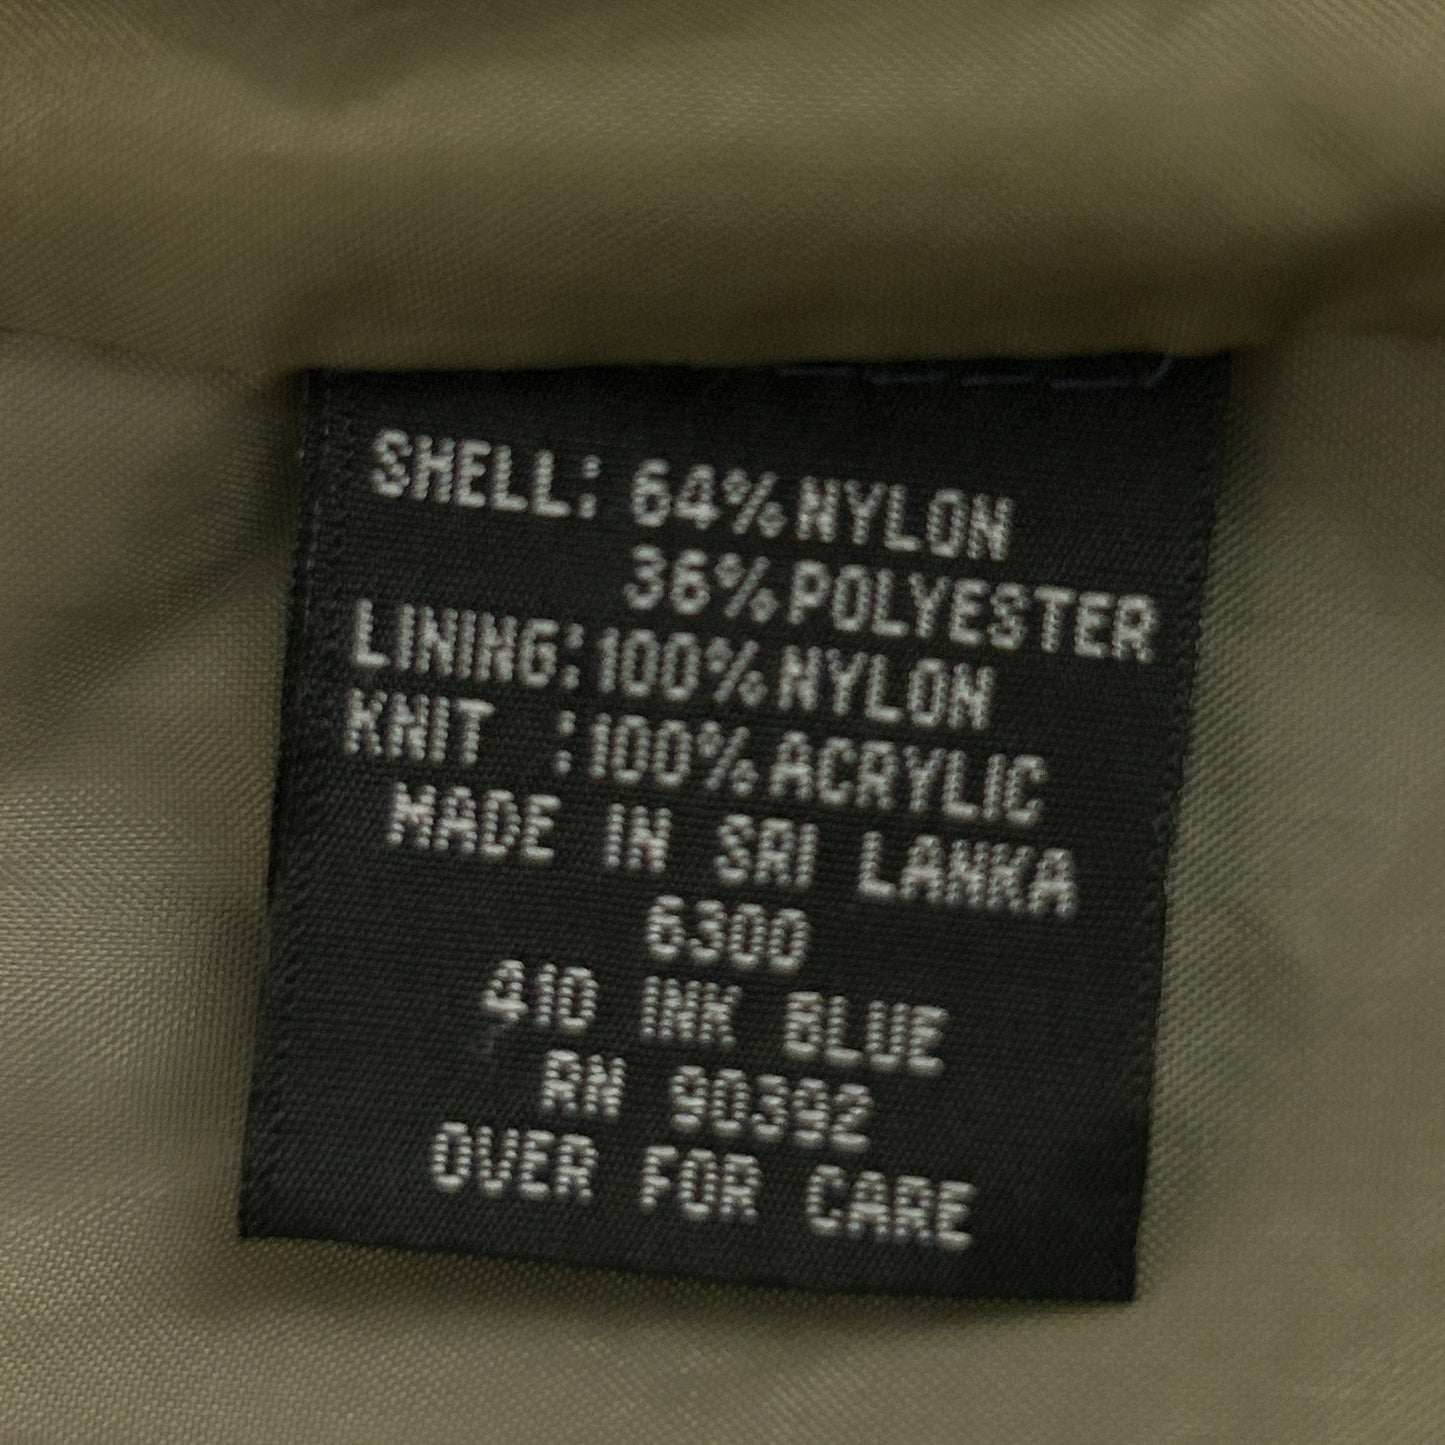 SHELL: 64% NYLON
36% POLYESTER
LINING: 100% NYLON
KNIT : 100% ACRYLIC
MADE IN SRI LANKA
6300
410 INK BLUE
RN 90392
OVER FOR CARE